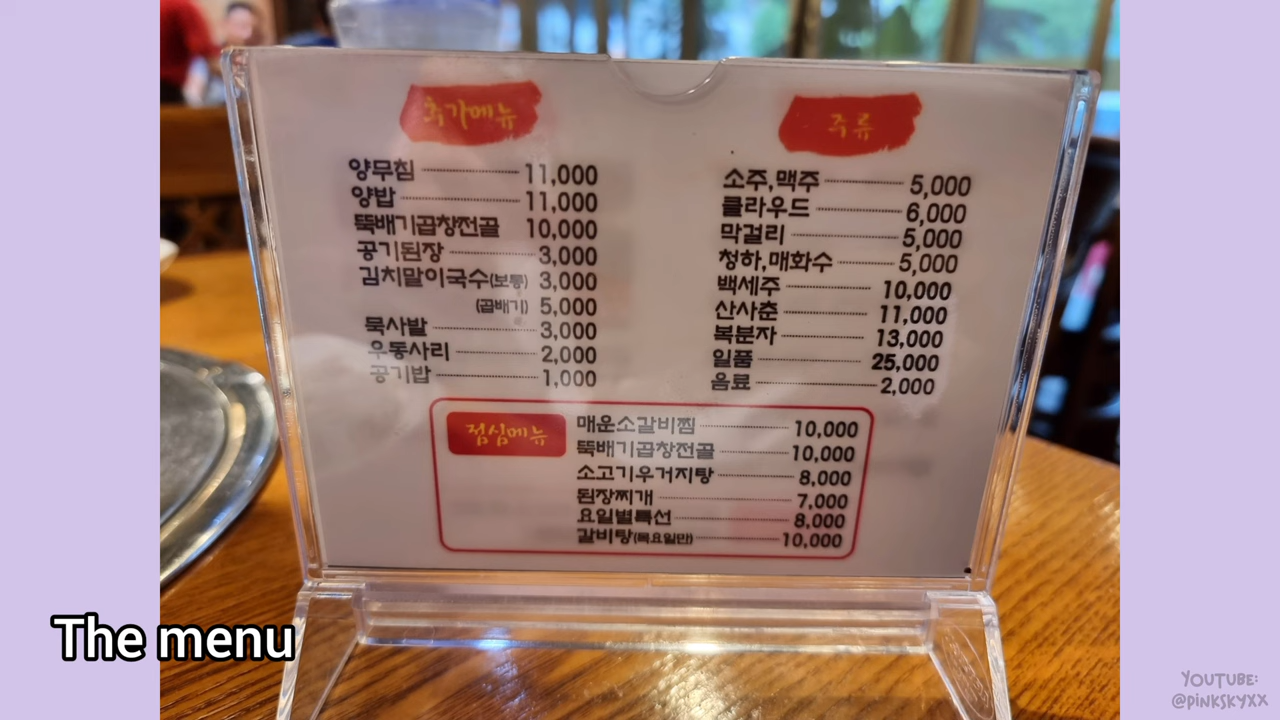 추가메뉴
양무침 11,000
양밥 11,000
뚝배기곱창전골 10,000
공기된장 3,000
김치말이국수(보통) 3,000
(곱배기) 5,000
묵사발 3,000
우동사리 2,000
공기밥 1,000
주류
소주,맥주 5,000
클라우드 6,000
막걸리 5,000
청하,매화수 5,000
백세주 10,000
산사춘 11,000
복분자 13,000
일품 25,000
음료 2,000
점심메뉴
매운소갈비찜 10,000
뚝배기곱창전골 10,000
소고기우거지탕 8,000
된장찌개 7,000
요일별특선 8,000
갈비탕(목요일만) 10,000
The menu
YOUTUBE:
@PINKSKYXX